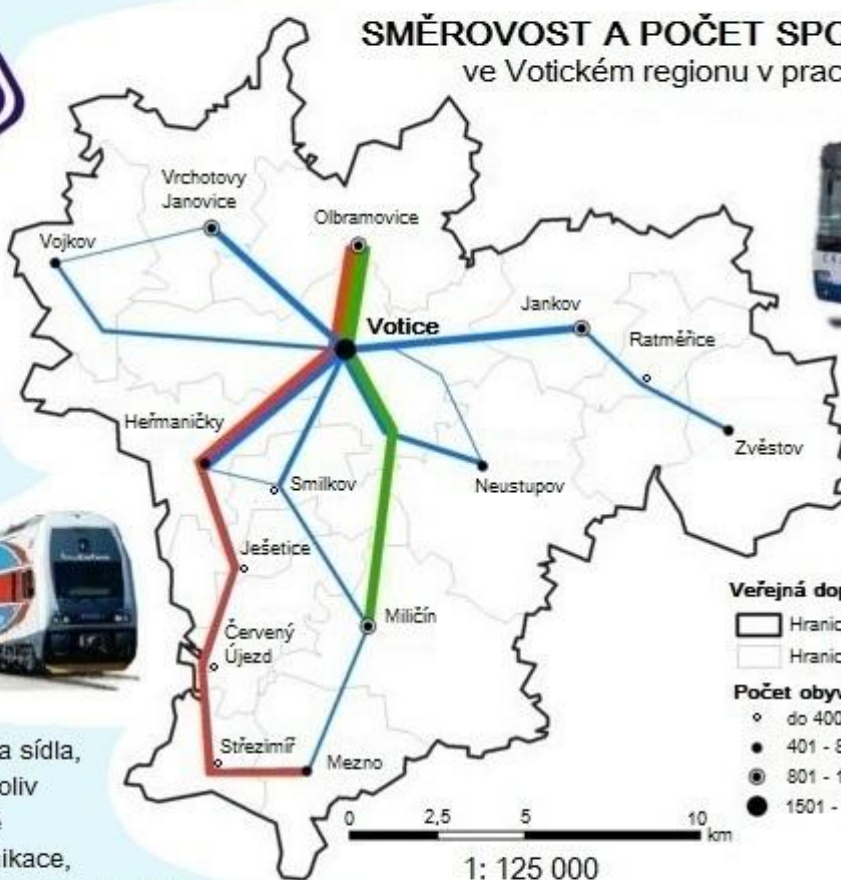 SMĚROVOST A POČET SPO
ve Votickém regionu v prac
Vrchotovy
Janovice
Olbramovice
Vojkov
Votice
Jankov
Ratměřice
Heřmaničky
Smilkov
Neustupov
Zvěstov
Ješetice
Miličín
Červený
Újezd
Střezimíř
Mezno
Veřejná dop
Hranic
Hranic
Počet obyv
do 400
401 - 8
801 - 1
1501 -
a sídla,
oliv
nikace,
0 2,5 5 10
km
1: 125 000